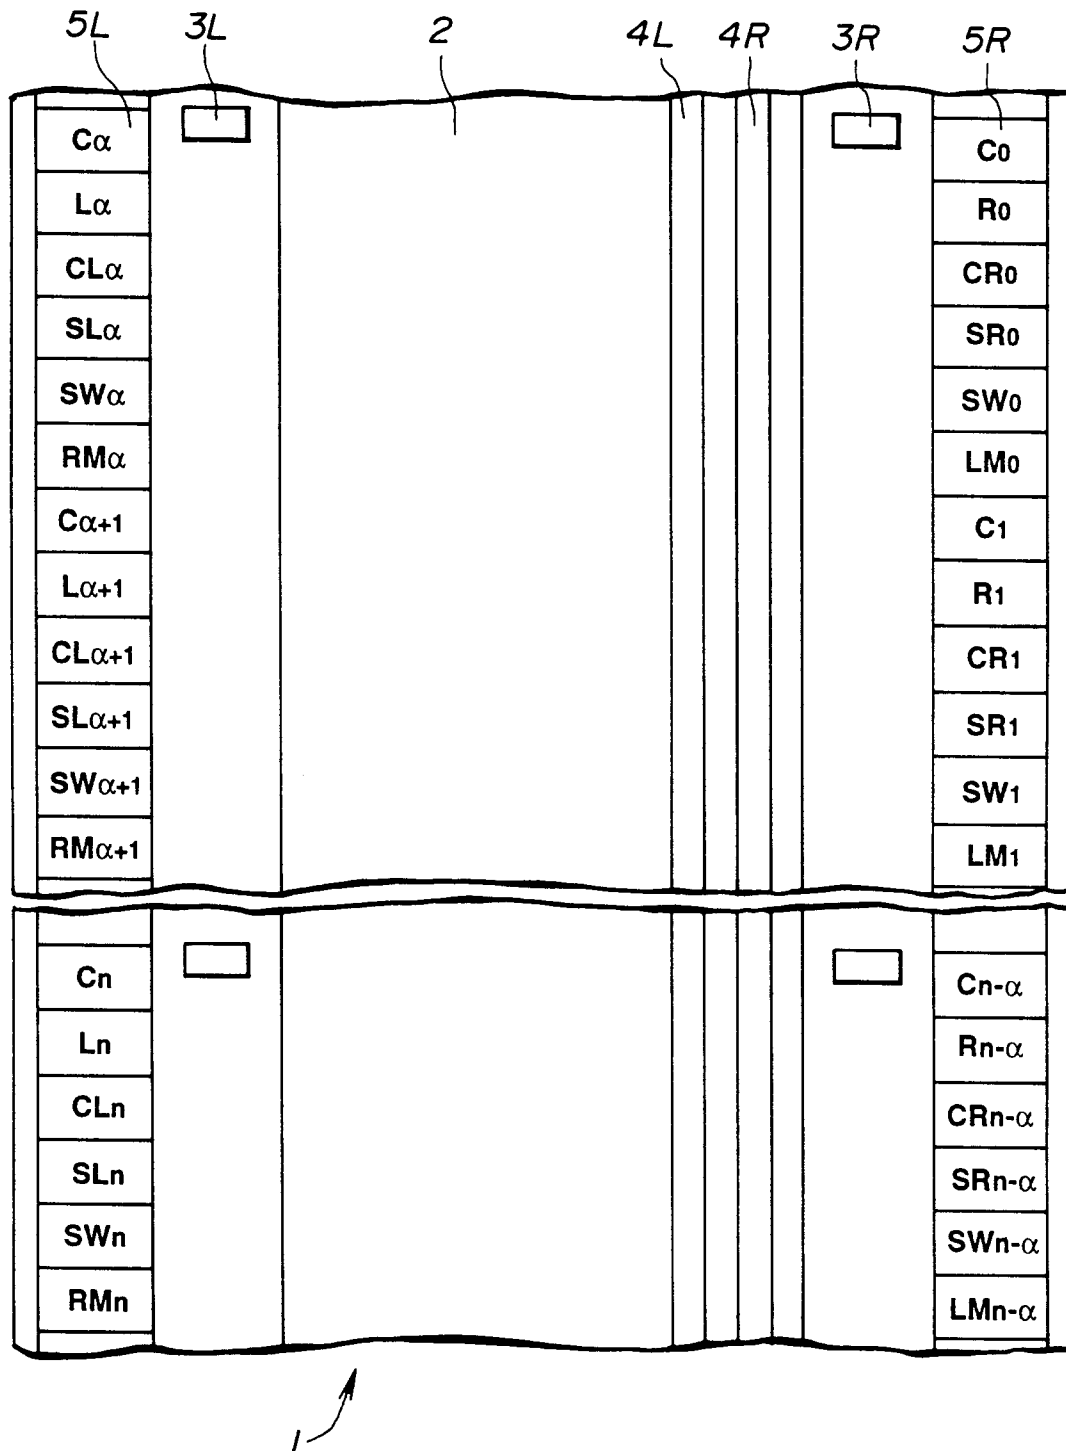 5L 3L 2 4L 4R 3R 5R
Cα C0
Lα R0
CLα CR0
SLα SR0
SWα SW0
RMα LM0
Cα+1 C1
Lα+1 R1
CLα+1 CR1
SLα+1 SR1
SWα+1 SW1
RMα+1 LM1
Cn Cn-α
Ln Rn-α
CLn CRn-α
SLn SRn-α
SWn SWn-α
RMn LMn-α
1